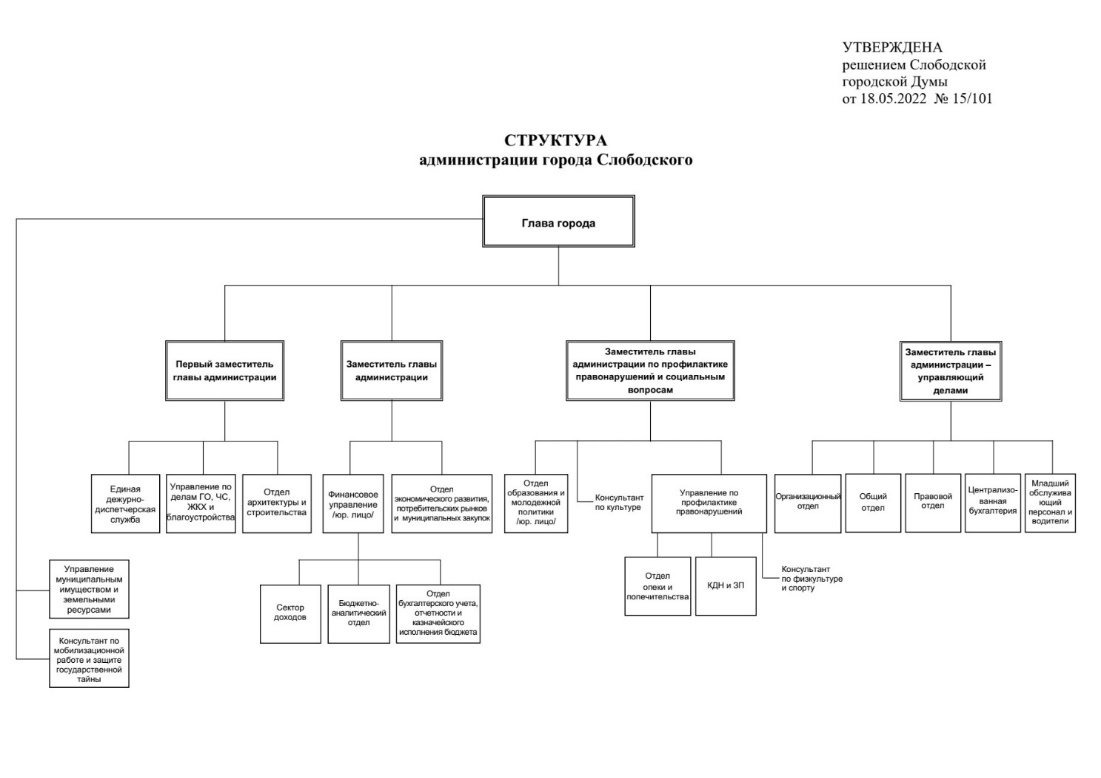 УТВЕРЖДЕНА
решением Слободской
городской Думы
от 18.05.2022 № 15/101
СТРУКТУРА
администрации города Слободского
Глава города
Первый заместитель
главы администрации
Заместитель главы
администрации
Заместитель главы
администрации по профилактике
правонарушений и социальным
вопросам
Заместитель главы
администрации –
управляющий
делами
Единая
дежурно-
диспетчерская
служба
Управление по
делам ГО, ЧС,
ЖКХ и
благоустройства
Отдел
архитектуры и
строительства
Финансовое
управление
/юр. лицо/
Отдел
экономического развития,
потребительских рынков
и муниципальных закупок
Отдел
образования и
молодежной
политики
/юр. лицо/
Консультант
по культуре
Управление по
профилактике
правонарушений
Организационный
отдел
Общий
отдел
Правовой
отдел
Централизо-
ванная
бухгалтерия
Младший
обслужива
ющий
персонал и
водители
Управление
муниципальным
имуществом и
земельными
ресурсами
Сектор
доходов
Бюджетно-
аналитический
отдел
Отдел
бухгалтерского учета,
отчетности и
казначейского
исполнения бюджета
Отдел
опеки и
попечительства
КДН и ЗП
Консультант
по физкультуре
и спорту
Консультант по
мобилизационной
работе и защите
государственной
тайны